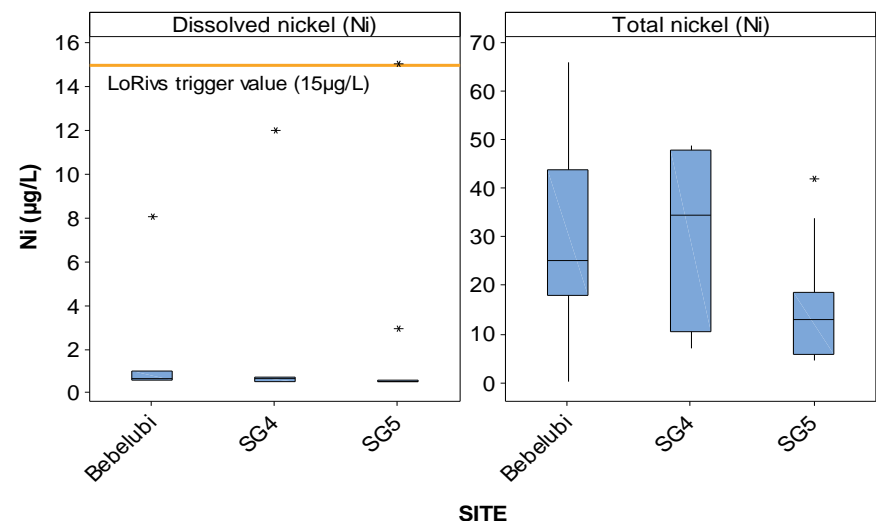 Dissolved nickel (Ni)
Total nickel (Ni)
16
14
12
10
8
6
4
2
0
LoRivs trigger value (15µg/L)
70
60
50
40
30
20
10
0
Ni (µg/L)
Bebelubi
SG4
SG5
Bebelubi
SG4
SG5
SITE